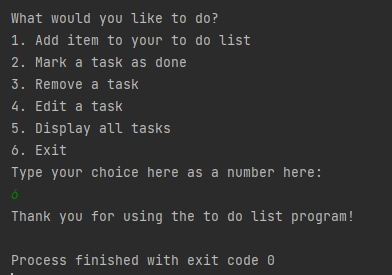 What would you like to do?
1. Add item to your to do list
2. Mark a task as done
3. Remove a task
4. Edit a task
5. Display all tasks
6. Exit
Type your choice here as a number here:
6
Thank you for using the to do list program!
Process finished with exit code 0